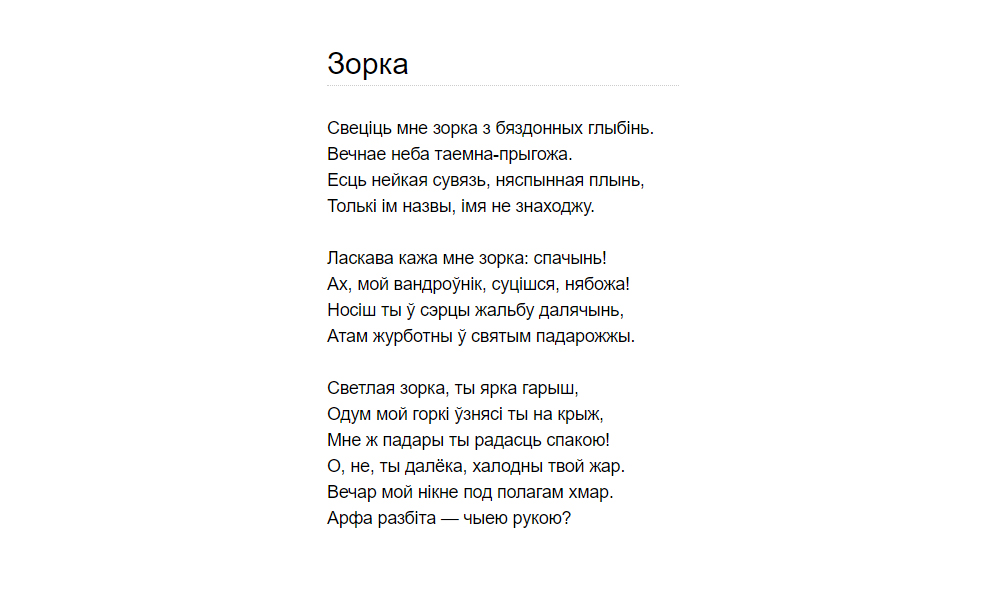 Зорка
Свеціць мне зорка з бяздонных глыбінь.
Вечнае неба таемна-прыгожа.
Есць нейкая сувязь, няспынная плынь,
Толькі ім назвы, імя не знаходжу.
Ласкава кажа мне зорка: спачынь!
Ах, мой вандроўнік, суцішся, нябожа!
Носіш ты ў сэрцы жальбу далячынь,
Атам журботны ў святым падарожжы.
Светлая зорка, ты ярка гарыш,
Одум мой горкі ўзнясі ты на крыж,
Мне ж падары ты радасць спакою!
О, не, ты далёка, халодны твой жар.
Вечар мой нікне под полагам хмар.
Арфа разбіта — чыею рукою?